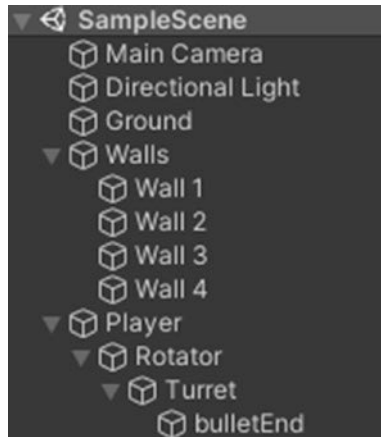 SampleScene
Main Camera
Directional Light
Ground
Walls
Wall 1
Wall 2
Wall 3
Wall 4
Player
Rotator
Turret
bulletEnd